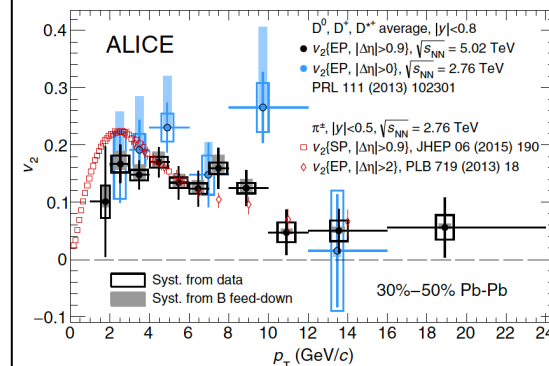 ALICE
D⁰, D⁺, D*⁺ average, |y|<0.8
v₂{EP, |Δη|>0.9}, √sNN = 5.02 TeV
v₂{EP, |Δη|>0}, √sNN = 2.76 TeV
PRL 111 (2013) 102301
π±, |y|<0.5, √sNN = 2.76 TeV
v₂{SP, |Δη|>0.9}, JHEP 06 (2015) 190
v₂{EP, |Δη|>2}, PLB 719 (2013) 18
v₂
0.4
0.3
0.2
0.1
0
−0.1
Syst. from data
Syst. from B feed-down
30%−50% Pb-Pb
0 2 4 6 8 10 12 14 16 18 20 22 24
pT (GeV/c)